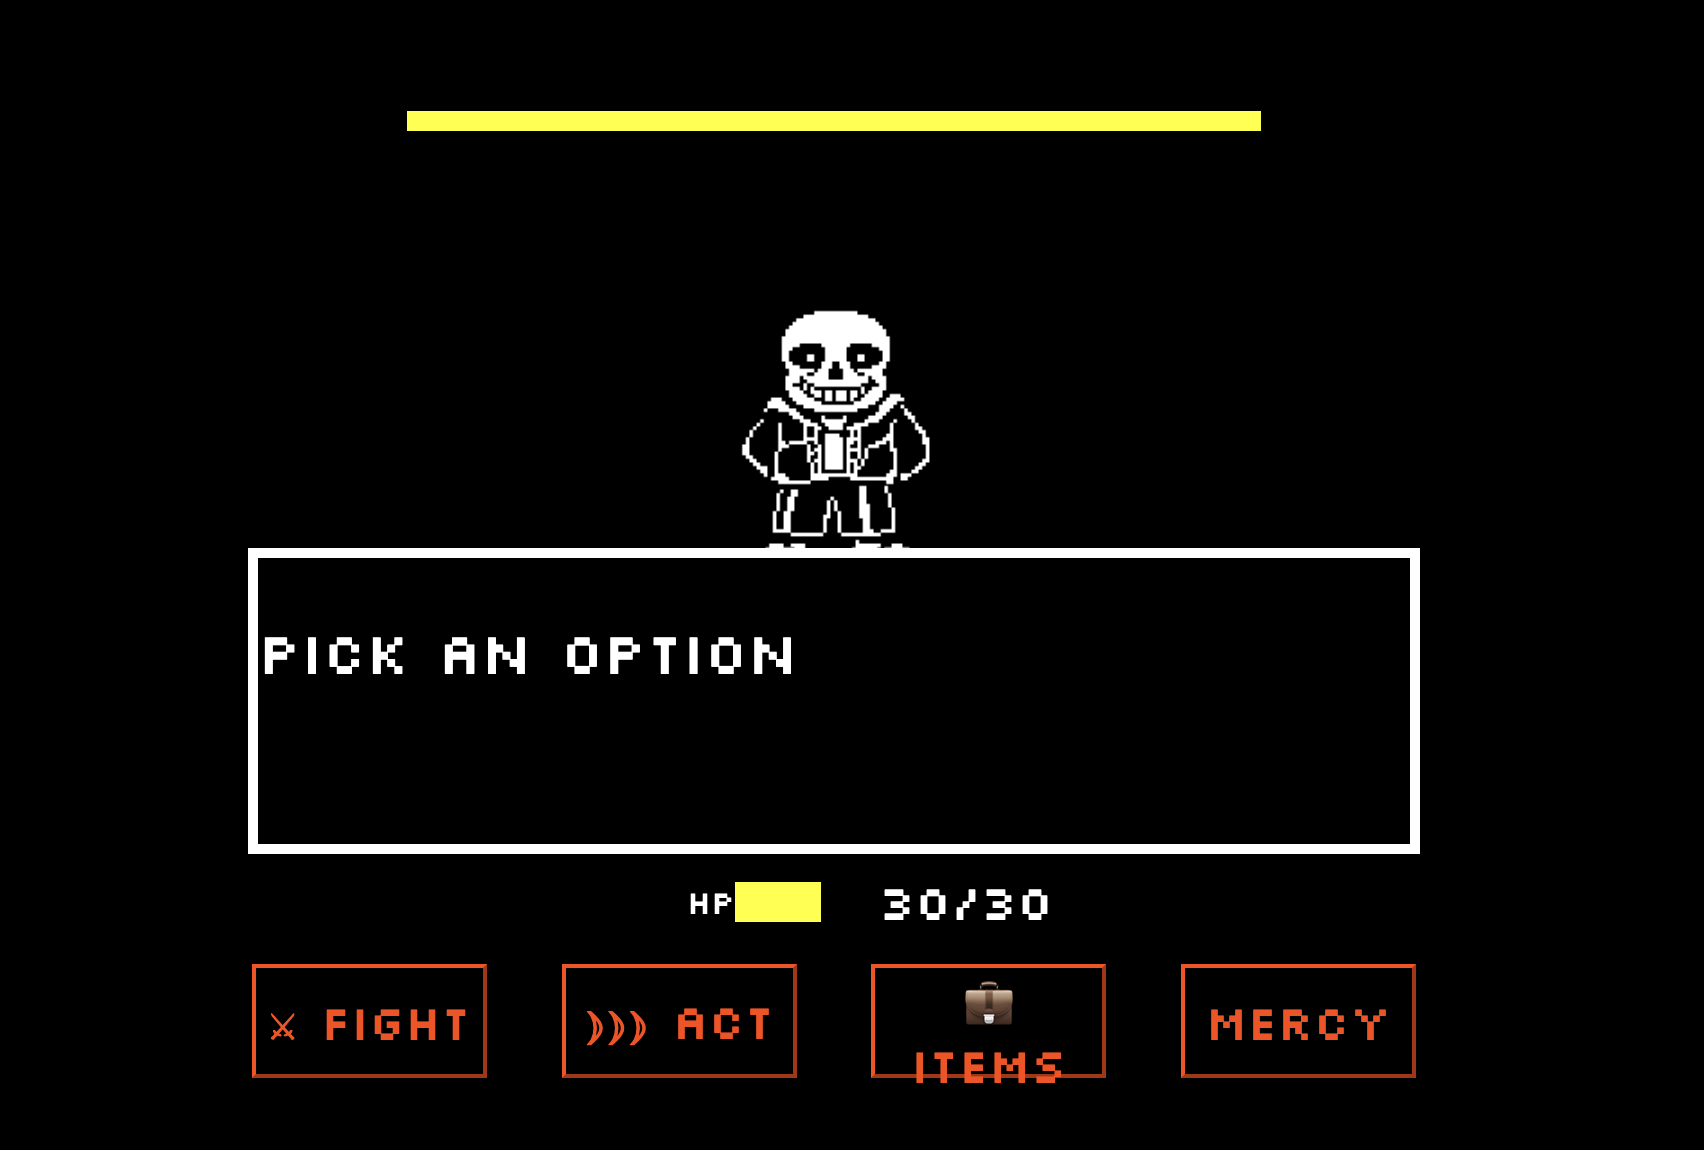 PICK AN OPTION
HP 30/30
⚔ FIGHT
))) ACT
💼 ITEMS
MERCY